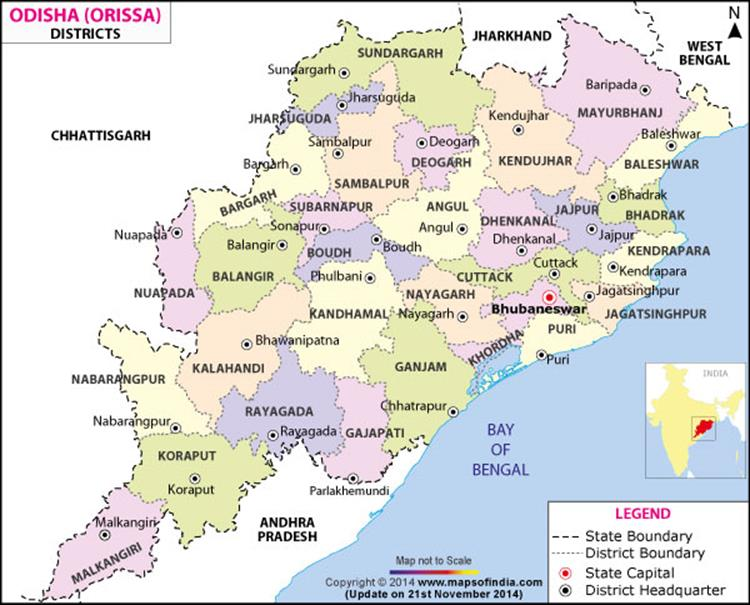 ODISHA (ORISSA)
DISTRICTS
N
JHARKHAND
WEST
BENGAL
SUNDARGARH
Sundargarh
Baripada
MAYURBHANJ
Jharsuguda
JHARSUGUDA
CHHATTISGARH
Kendujhar
KENDUJHAR
Sambalpur
SAMBALPUR
Deogarh
DEOGARH
Baleshwar
BALESHWAR
Bargarh
BARGARH
SUBARNAPUR
Sonapur
ANGUL
Angul
DHENKANAL
Dhenkanal
JAJPUR
Jajpur
Bhadrak
BHADRAK
Nuapada
NUAPADA
Balangir
BALANGIR
BOUDH
Boudh
Phulbani
KANDHAMAL
CUTTACK
Cuttack
KENDRAPARA
Kendrapara
NAYAGARH
Nayagarh
Bhubaneswar
Jagatsinghpur
JAGATSINGHPUR
PURI
Puri
KHORDHA
Bhawanipatna
KALAHANDI
GANJAM
Chhatrapur
NABARANGPUR
Nabarangpur
RAYAGADA
Rayagada
GAJAPATI
Parlakhemundi
KORAPUT
Koraput
Malkangiri
MALKANGIRI
ANDHRA
PRADESH
BAY
OF
BENGAL
INDIA
LEGEND
State Boundary
District Boundary
State Capital
District Headquarter
Map not to Scale
Copyright © 2014 www.mapsofindia.com
(Update on 21st November 2014)